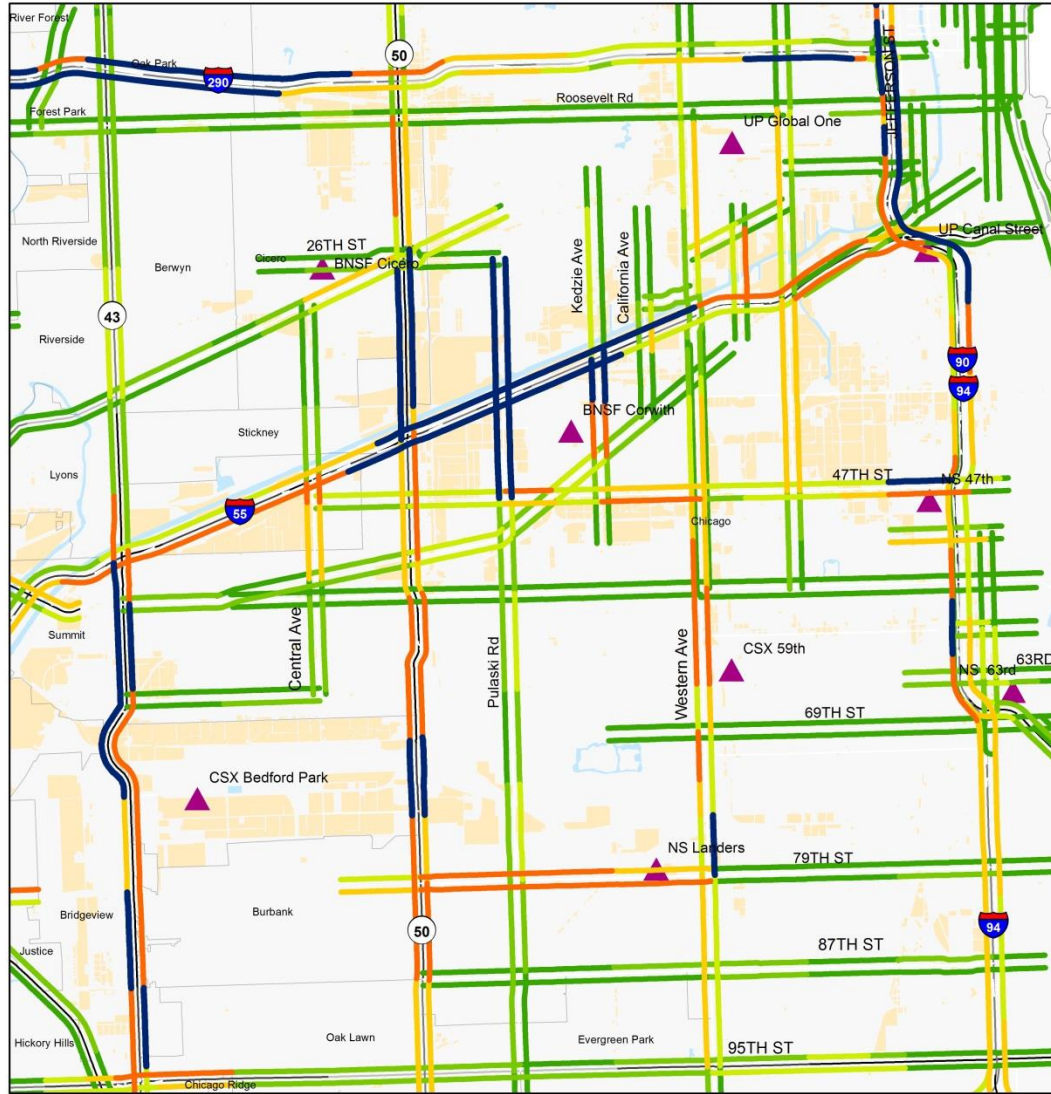 River Forest
Oak Park
50
290
Forest Park
Roosevelt Rd
JEFFERSON ST
UP Global One
North Riverside
Berwyn
26TH ST
Cicero
BNSF Cicero
Kedzie Ave
California Ave
UP Canal Street
43
Riverside
90
94
BNSF Corwith
Stickney
Lyons
47TH ST
NS 47th
55
Chicago
Summit
Central Ave
Pulaski Rd
Western Ave
CSX 59th
NS 63rd
63RD
69TH ST
CSX Bedford Park
NS Landers
79TH ST
Bridgeview
Burbank
50
94
Justice
87TH ST
Hickory Hills
Oak Lawn
Evergreen Park
95TH ST
Chicago Ridge